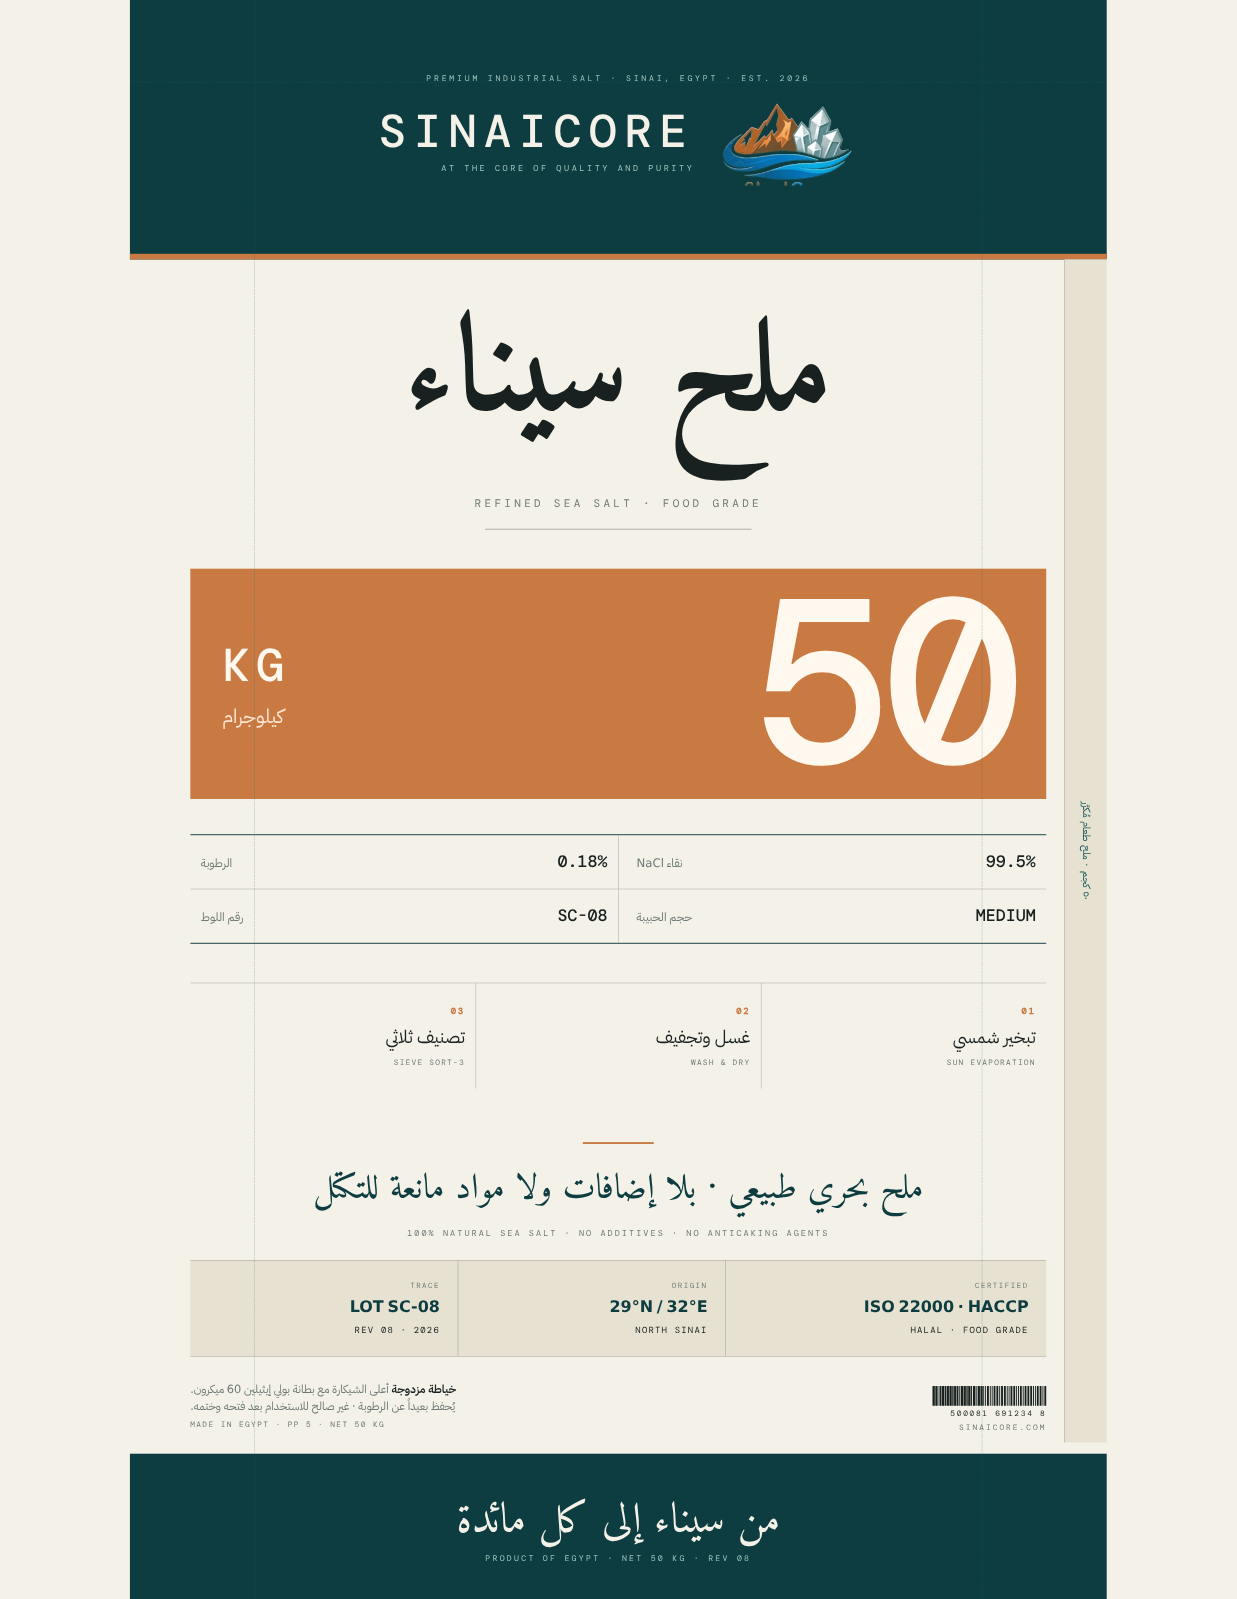 PREMIUM INDUSTRIAL SALT · SINAI, EGYPT · EST. 2026
SINAICORE
AT THE CORE OF QUALITY AND PURITY
ملح سيناء
REFINED SEA SALT · FOOD GRADE
50
KG
كيلوجرام
نقاء NaCl 99.5%
الرطوبة 0.18%
حجم الحبيبة MEDIUM
رقم اللوط SC-08
٥٠ كجم · ملح طعام مُكرَّر
01
تبخير شمسي
SUN EVAPORATION
02
غسل وتجفيف
WASH & DRY
03
تصنيف ثلاثي
SIEVE SORT-3
ملح بحري طبيعي · بلا إضافات ولا مواد مانعة للتكتّل
100% NATURAL SEA SALT · NO ADDITIVES · NO ANTICAKING AGENTS
CERTIFIED
ISO 22000 · HACCP
HALAL · FOOD GRADE
ORIGIN
29°N / 32°E
NORTH SINAI
TRACE
LOT SC-08
REV 08 · 2026
خياطة مزدوجة أعلى الشيكارة مع بطانة بولي إيثيلين 60 ميكرون.
يُحفظ بعيداً عن الرطوبة · غير صالح للاستخدام بعد فتحه وختمه.
MADE IN EGYPT · PP 5 · NET 50 KG
500081 691234 8
SINAICORE.COM
من سيناء إلى كل مائدة
PRODUCT OF EGYPT · NET 50 KG · REV 08